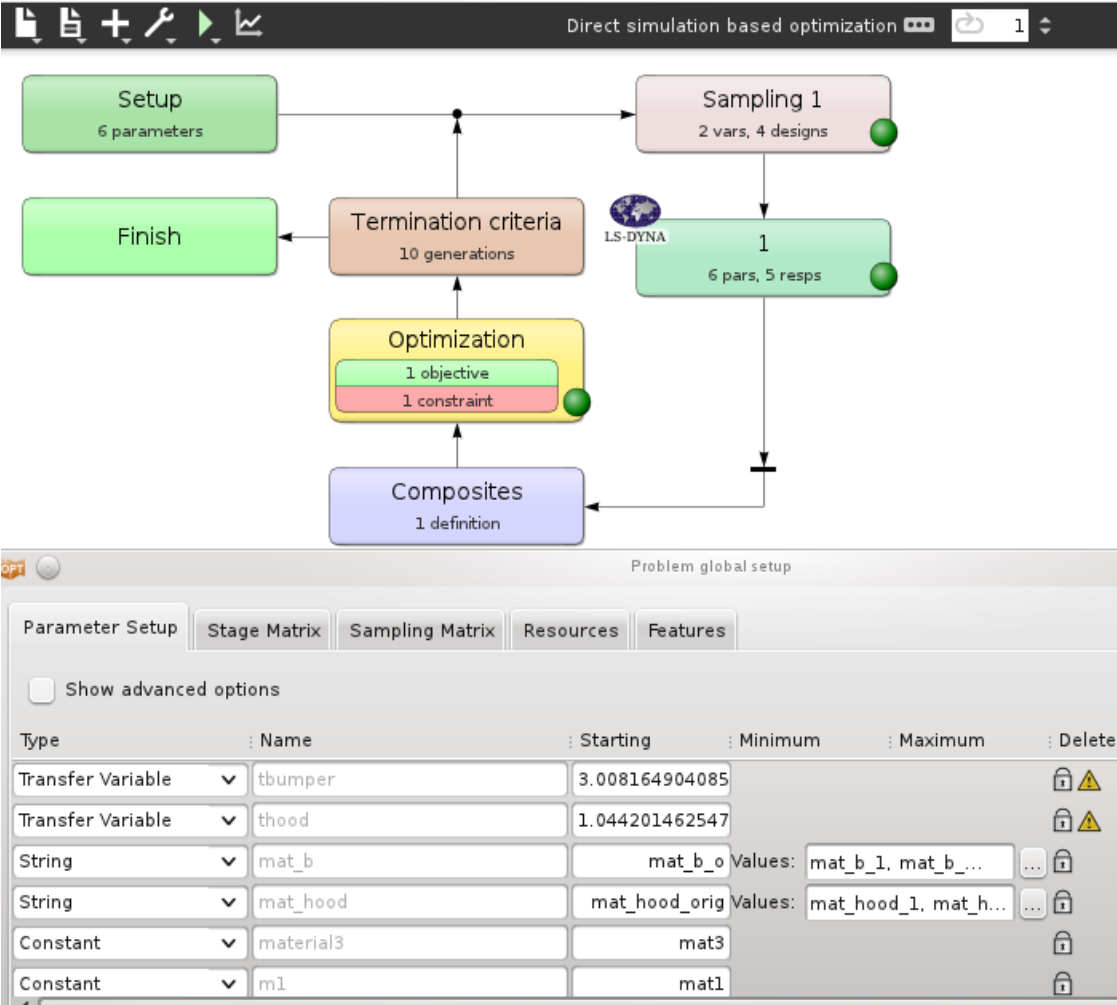 Direct simulation based optimization 1
Setup
6 parameters
Sampling 1
2 vars, 4 designs
Finish
Termination criteria
10 generations
LS-DYNA
1
6 pars, 5 resps
Optimization
1 objective
1 constraint
Composites
1 definition
OPT
Problem global setup
Parameter Setup Stage Matrix Sampling Matrix Resources Features
Show advanced options
Type Name Starting Minimum Maximum Delete
Transfer Variable tbumper 3.008164904085
Transfer Variable thood 1.044201462547
String mat_b mat_b_o Values: mat_b_1, mat_b_... ...
String mat_hood mat_hood_orig Values: mat_hood_1, mat_h... ...
Constant material3 mat3
Constant m1 mat1